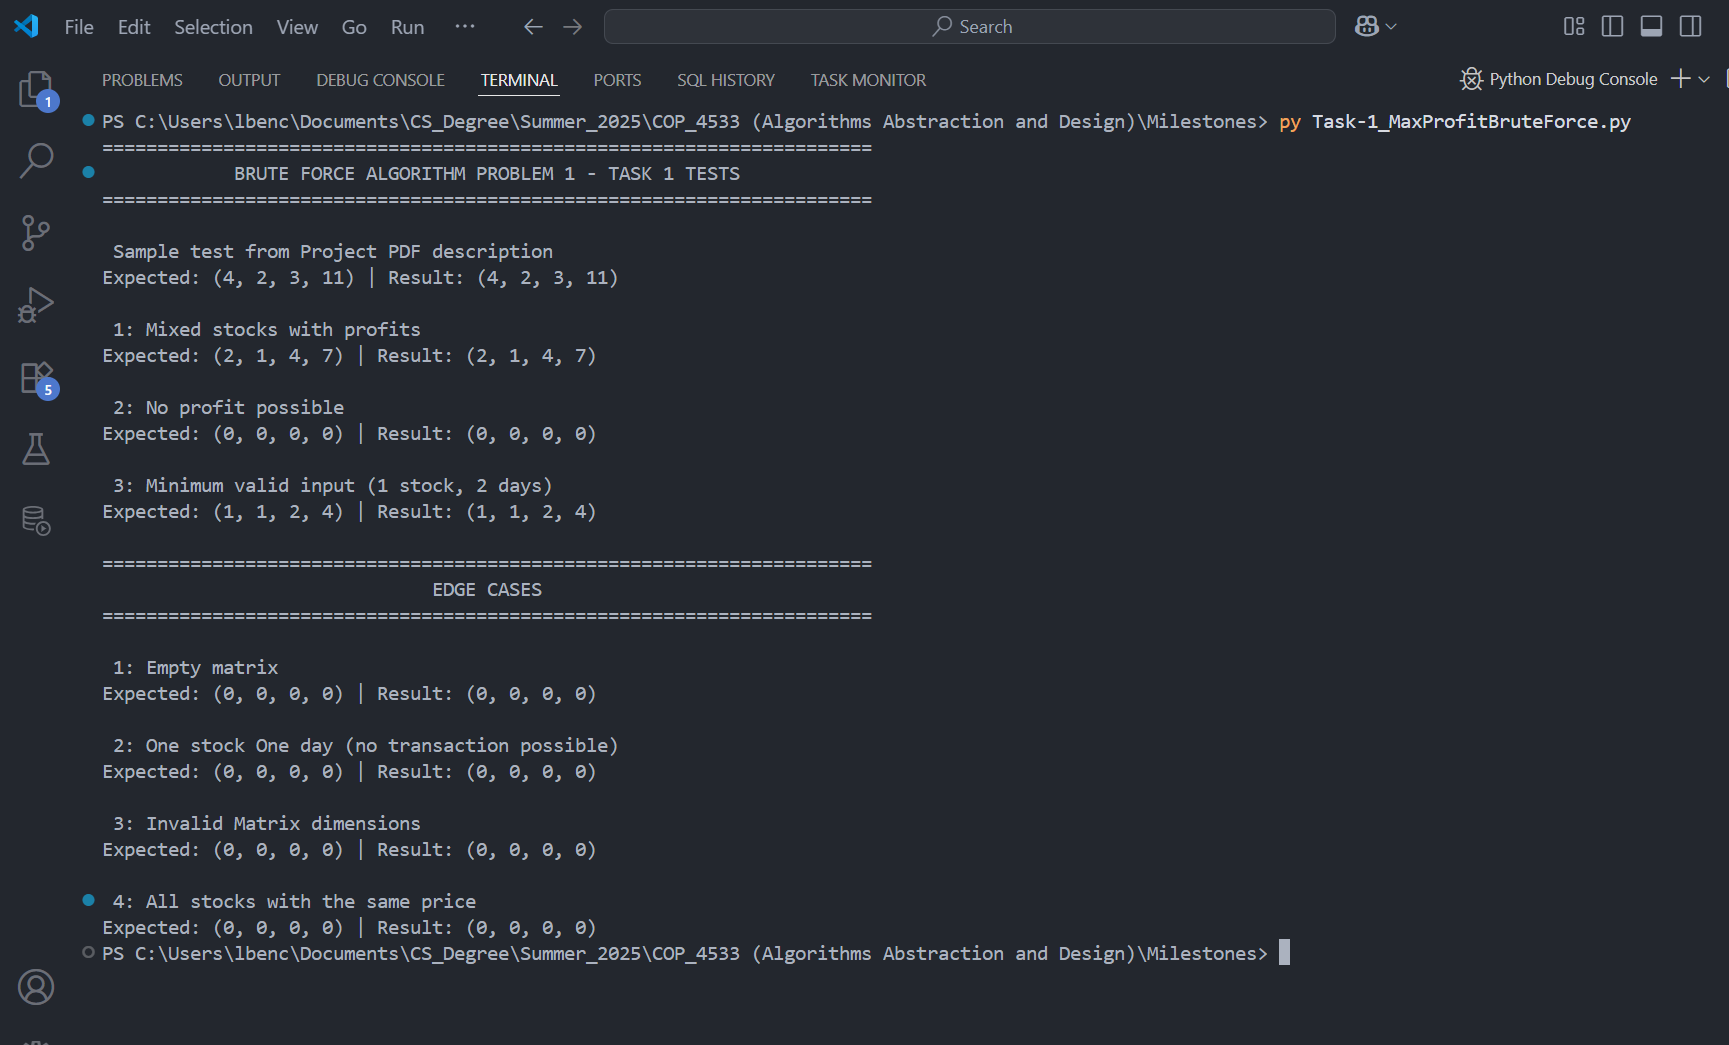 File Edit Selection View Go Run ··· Search
1
5
PROBLEMS OUTPUT DEBUG CONSOLE TERMINAL PORTS SQL HISTORY TASK MONITOR Python Debug Console
PS C:\Users\lbenc\Documents\CS_Degree\Summer_2025\COP_4533 (Algorithms Abstraction and Design)\Milestones> py Task-1_MaxProfitBruteForce.py
======================================================================
BRUTE FORCE ALGORITHM PROBLEM 1 - TASK 1 TESTS
======================================================================
Sample test from Project PDF description
Expected: (4, 2, 3, 11) | Result: (4, 2, 3, 11)
1: Mixed stocks with profits
Expected: (2, 1, 4, 7) | Result: (2, 1, 4, 7)
2: No profit possible
Expected: (0, 0, 0, 0) | Result: (0, 0, 0, 0)
3: Minimum valid input (1 stock, 2 days)
Expected: (1, 1, 2, 4) | Result: (1, 1, 2, 4)
======================================================================
EDGE CASES
======================================================================
1: Empty matrix
Expected: (0, 0, 0, 0) | Result: (0, 0, 0, 0)
2: One stock One day (no transaction possible)
Expected: (0, 0, 0, 0) | Result: (0, 0, 0, 0)
3: Invalid Matrix dimensions
Expected: (0, 0, 0, 0) | Result: (0, 0, 0, 0)
4: All stocks with the same price
Expected: (0, 0, 0, 0) | Result: (0, 0, 0, 0)
PS C:\Users\lbenc\Documents\CS_Degree\Summer_2025\COP_4533 (Algorithms Abstraction and Design)\Milestones>